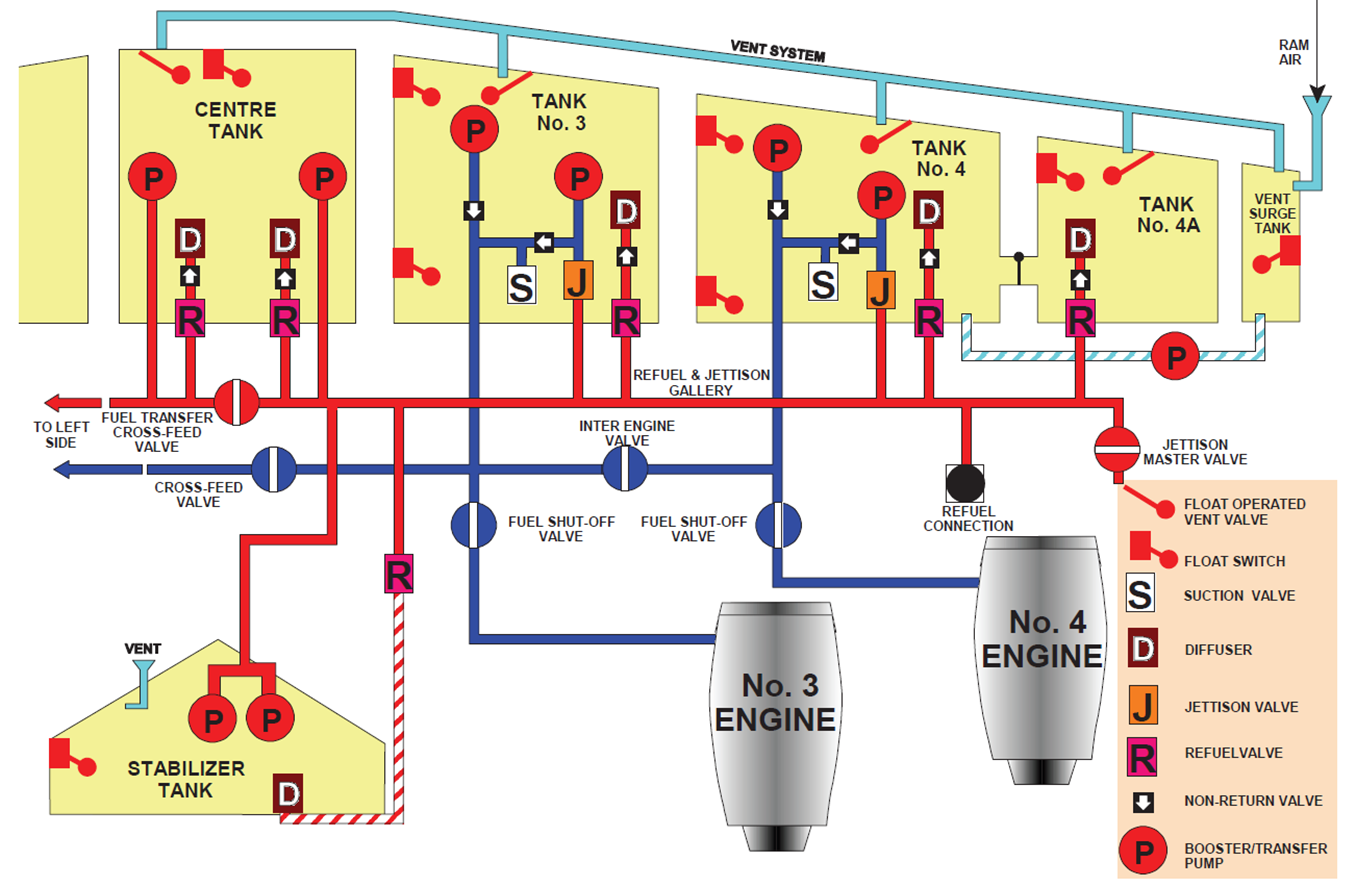 VENT SYSTEM
RAM
AIR
CENTRE
TANK
P
P
D
D
R
R
TANK
No. 3
P
P
D
S
J
R
TANK
No. 4
P
P
D
S
J
R
TANK
No. 4A
D
R
VENT
SURGE
TANK
P
REFUEL & JETTISON
GALLERY
TO LEFT
SIDE
FUEL TRANSFER
CROSS-FEED
VALVE
CROSS-FEED
VALVE
INTER ENGINE
VALVE
FUEL SHUT-OFF
VALVE
FUEL SHUT-OFF
VALVE
REFUEL
CONNECTION
JETTISON
MASTER VALVE
R
VENT
P
P
STABILIZER
TANK
D
No. 3
ENGINE
No. 4
ENGINE
FLOAT OPERATED
VENT VALVE
FLOAT SWITCH
S
SUCTION VALVE
D
DIFFUSER
J
JETTISON VALVE
R
REFUELVALVE
NON-RETURN VALVE
P
BOOSTER/TRANSFER
PUMP